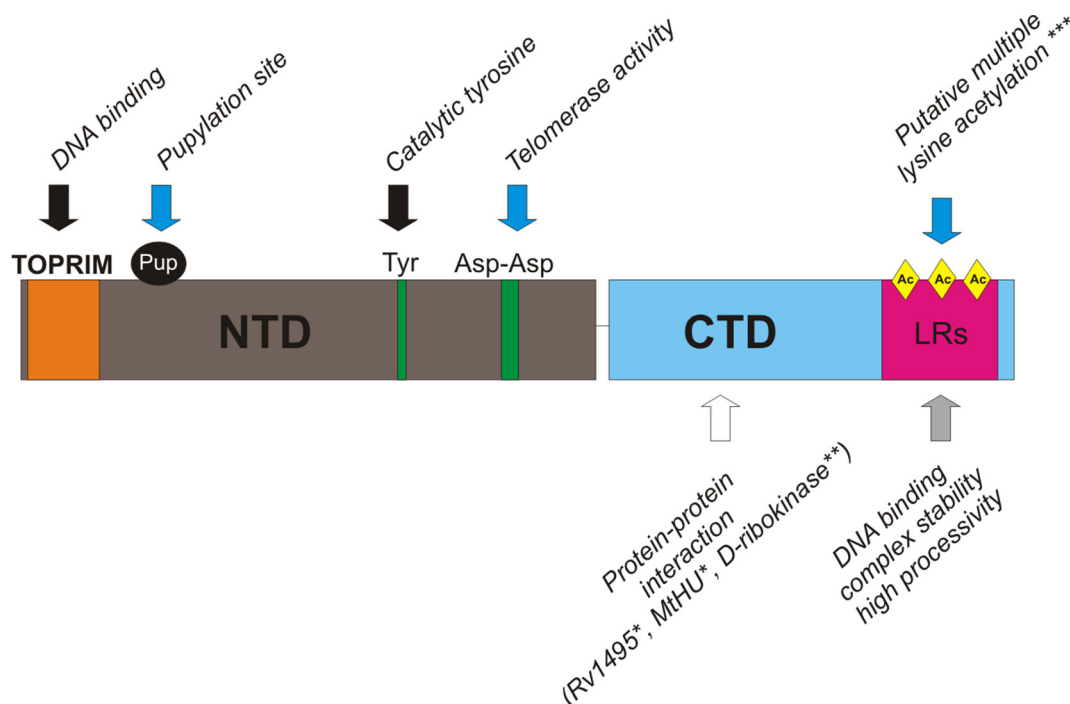 DNA binding
Pupylation site
Catalytic tyrosine
Telomerase activity
Putative multiple
lysine acetylation ***
TOPRIM
Pup
Tyr
Asp-Asp
Ac
Ac
Ac
NTD
CTD
LRs
Protein-protein
interaction
(Rv1495*, MtHU*, D-ribokinase**)
DNA binding
complex stability
high processivity